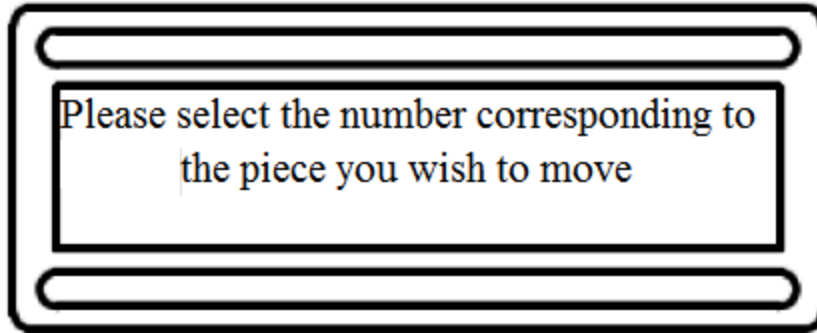 Please select the number corresponding to
the piece you wish to move